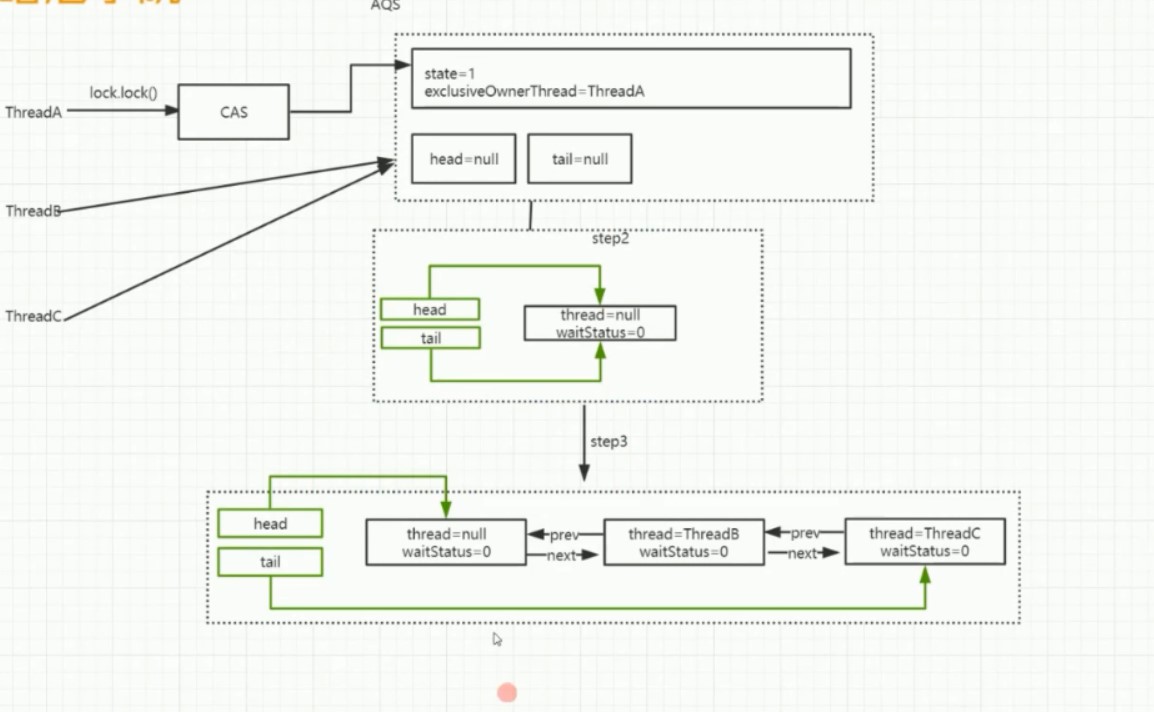 AQS
state=1
exclusiveOwnerThread=ThreadA
lock.lock()
ThreadA
CAS
head=null
tail=null
ThreadB
ThreadC
step2
head
tail
thread=null
waitStatus=0
step3
head
tail
thread=null
waitStatus=0
prev
next
thread=ThreadB
waitStatus=0
prev
next
thread=ThreadC
waitStatus=0